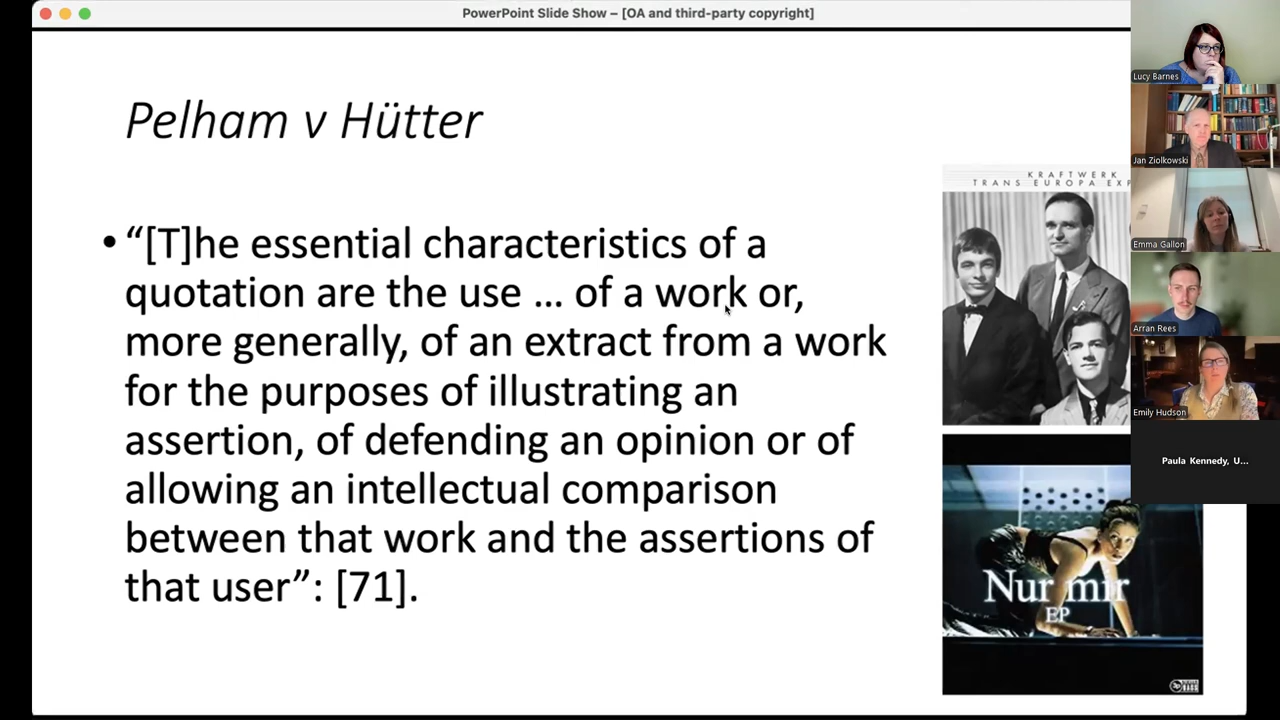 PowerPoint Slide Show – [OA and third-party copyright]
Pelham v Hütter
• “[T]he essential characteristics of a
quotation are the use ... of a work or,
more generally, of an extract from a work
for the purposes of illustrating an
assertion, of defending an opinion or of
allowing an intellectual comparison
between that work and the assertions of
that user”: [71].
KRAFTWERK
TRANS EUROPA EXP
Nur mir
EP
Lucy Barnes
Jan Ziolkowski
Emma Gallon
Arran Rees
Emily Hudson
Paula Kennedy, U...